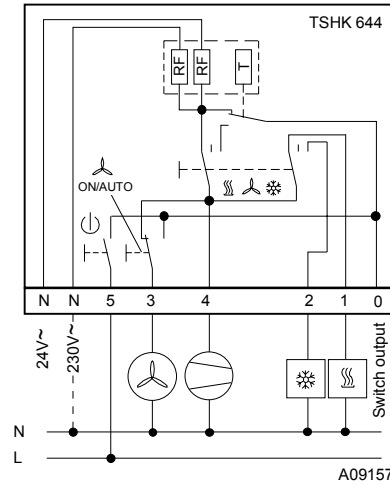 TSHK 644
RF
RF
T
ON/AUTO
N N 5 3 4 2 1 0
24V~
230V~
Switch output
N
L
A09157